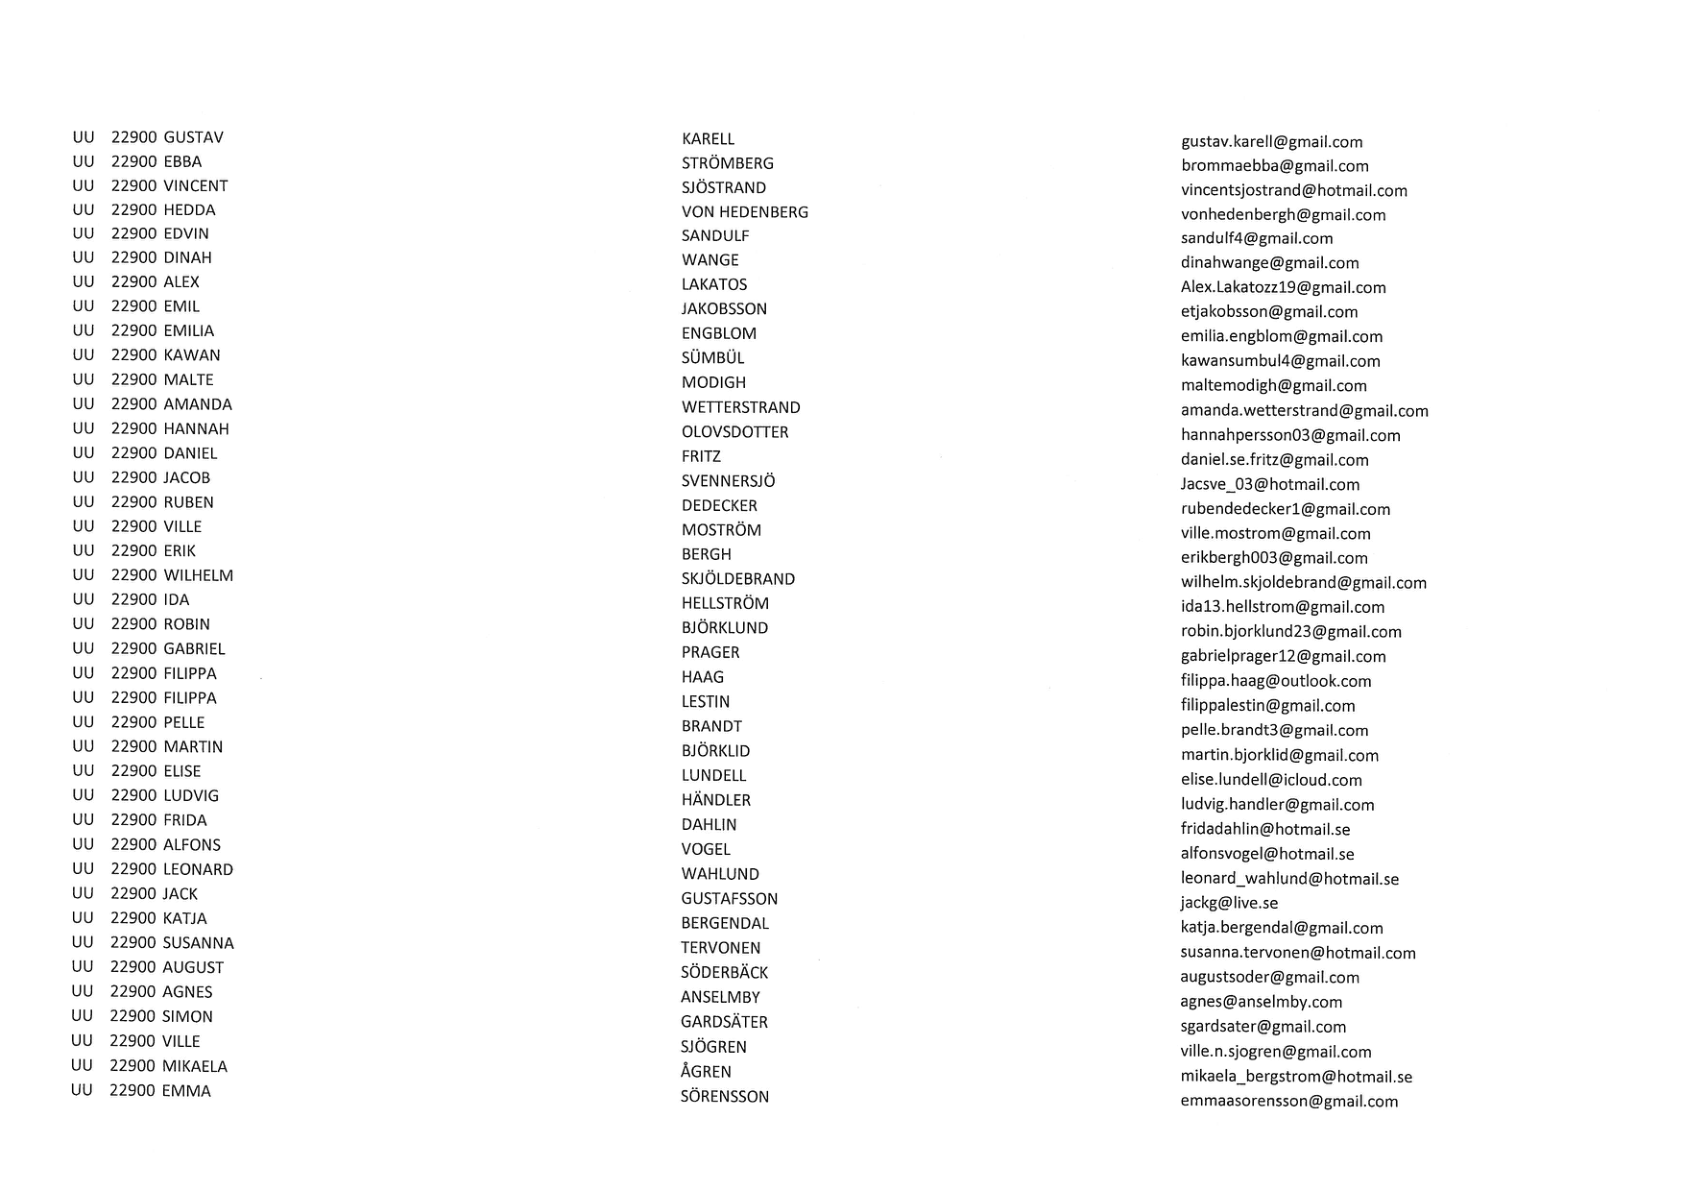 UU 22900 GUSTAV KARELL gustav.karell@gmail.com
UU 22900 EBBA STRÖMBERG brommaebba@gmail.com
UU 22900 VINCENT SJÖSTRAND vincentsjostrand@hotmail.com
UU 22900 HEDDA VON HEDENBERG vonhedenbergh@gmail.com
UU 22900 EDVIN SANDULF sandulf4@gmail.com
UU 22900 DINAH WANGE dinahwange@gmail.com
UU 22900 ALEX LAKATOS Alex.Lakatozz19@gmail.com
UU 22900 EMIL JAKOBSSON etjakobsson@gmail.com
UU 22900 EMILIA ENGBLOM emilia.engblom@gmail.com
UU 22900 KAWAN SÜMBÜL kawansumbul4@gmail.com
UU 22900 MALTE MODIGH maltemodigh@gmail.com
UU 22900 AMANDA WETTERSTRAND amanda.wetterstrand@gmail.com
UU 22900 HANNAH OLOVSDOTTER hannahpersson03@gmail.com
UU 22900 DANIEL FRITZ daniel.se.fritz@gmail.com
UU 22900 JACOB SVENNERSJÖ Jacsve_03@hotmail.com
UU 22900 RUBEN DEDECKER rubendedecker1@gmail.com
UU 22900 VILLE MOSTRÖM ville.mostrom@gmail.com
UU 22900 ERIK BERGH erikbergh003@gmail.com
UU 22900 WILHELM SKJÖLDEBRAND wilhelm.skjoldebrand@gmail.com
UU 22900 IDA HELLSTRÖM ida13.hellstrom@gmail.com
UU 22900 ROBIN BJÖRKLUND robin.bjorklund23@gmail.com
UU 22900 GABRIEL PRAGER gabrielprager12@gmail.com
UU 22900 FILIPPA HAAG filippa.haag@outlook.com
UU 22900 FILIPPA LESTIN filippalestin@gmail.com
UU 22900 PELLE BRANDT pelle.brandt3@gmail.com
UU 22900 MARTIN BJÖRKLID martin.bjorklid@gmail.com
UU 22900 ELISE LUNDELL elise.lundell@icloud.com
UU 22900 LUDVIG HÄNDLER ludvig.handler@gmail.com
UU 22900 FRIDA DAHLIN fridadahlin@hotmail.se
UU 22900 ALFONS VOGEL alfonsvogel@hotmail.se
UU 22900 LEONARD WAHLUND leonard_wahlund@hotmail.se
UU 22900 JACK GUSTAFSSON jackg@live.se
UU 22900 KATJA BERGENDAL katja.bergendal@gmail.com
UU 22900 SUSANNA TERVONEN susanna.tervonen@hotmail.com
UU 22900 AUGUST SÖDERBÄCK augustsoder@gmail.com
UU 22900 AGNES ANSELMBY agnes@anselmby.com
UU 22900 SIMON GARDSÄTER sgardsater@gmail.com
UU 22900 VILLE SJÖGREN ville.n.sjogren@gmail.com
UU 22900 MIKAELA ÅGREN mikaela_bergstrom@hotmail.se
UU 22900 EMMA SÖRENSSON emmaasorensson@gmail.com